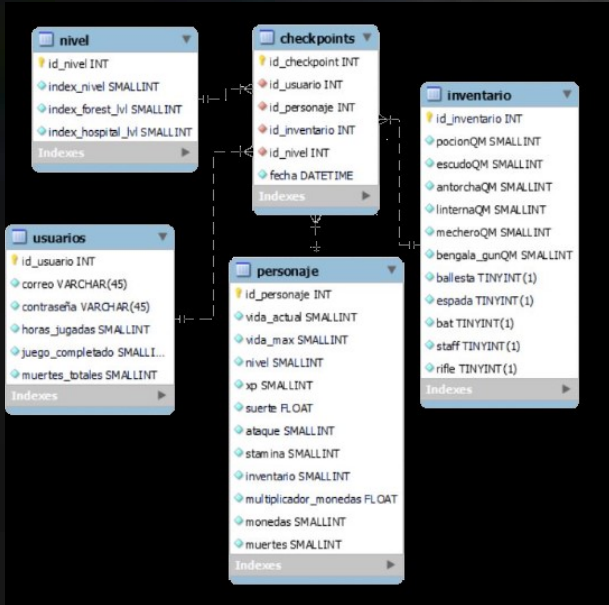 nivel
id_nivel INT
index_nivel SMALLINT
index_forest_lvl SMALLINT
index_hospital_lvl SMALLINT
Indexes
checkpoints
id_checkpoint INT
id_usuario INT
id_personaje INT
id_inventario INT
id_nivel INT
fecha DATETIME
Indexes
inventario
id_inventario INT
pocionQM SMALLINT
escudoQM SMALLINT
antorchaQM SMALLINT
linternaQM SMALLINT
mecheroQM SMALLINT
bengala_gunQM SMALLINT
ballesta TINYINT(1)
espada TINYINT(1)
bat TINYINT(1)
staff TINYINT(1)
rifle TINYINT(1)
Indexes
usuarios
id_usuario INT
correo VARCHAR(45)
contraseña VARCHAR(45)
horas_jugadas SMALLINT
juego_completado SMALLI...
muertes_totales SMALLINT
Indexes
personaje
id_personaje INT
vida_actual SMALLINT
vida_max SMALLINT
nivel SMALLINT
xp SMALLINT
suerte FLOAT
ataque SMALLINT
stamina SMALLINT
inventario SMALLINT
multiplicador_monedas FLOAT
monedas SMALLINT
muertes SMALLINT
Indexes